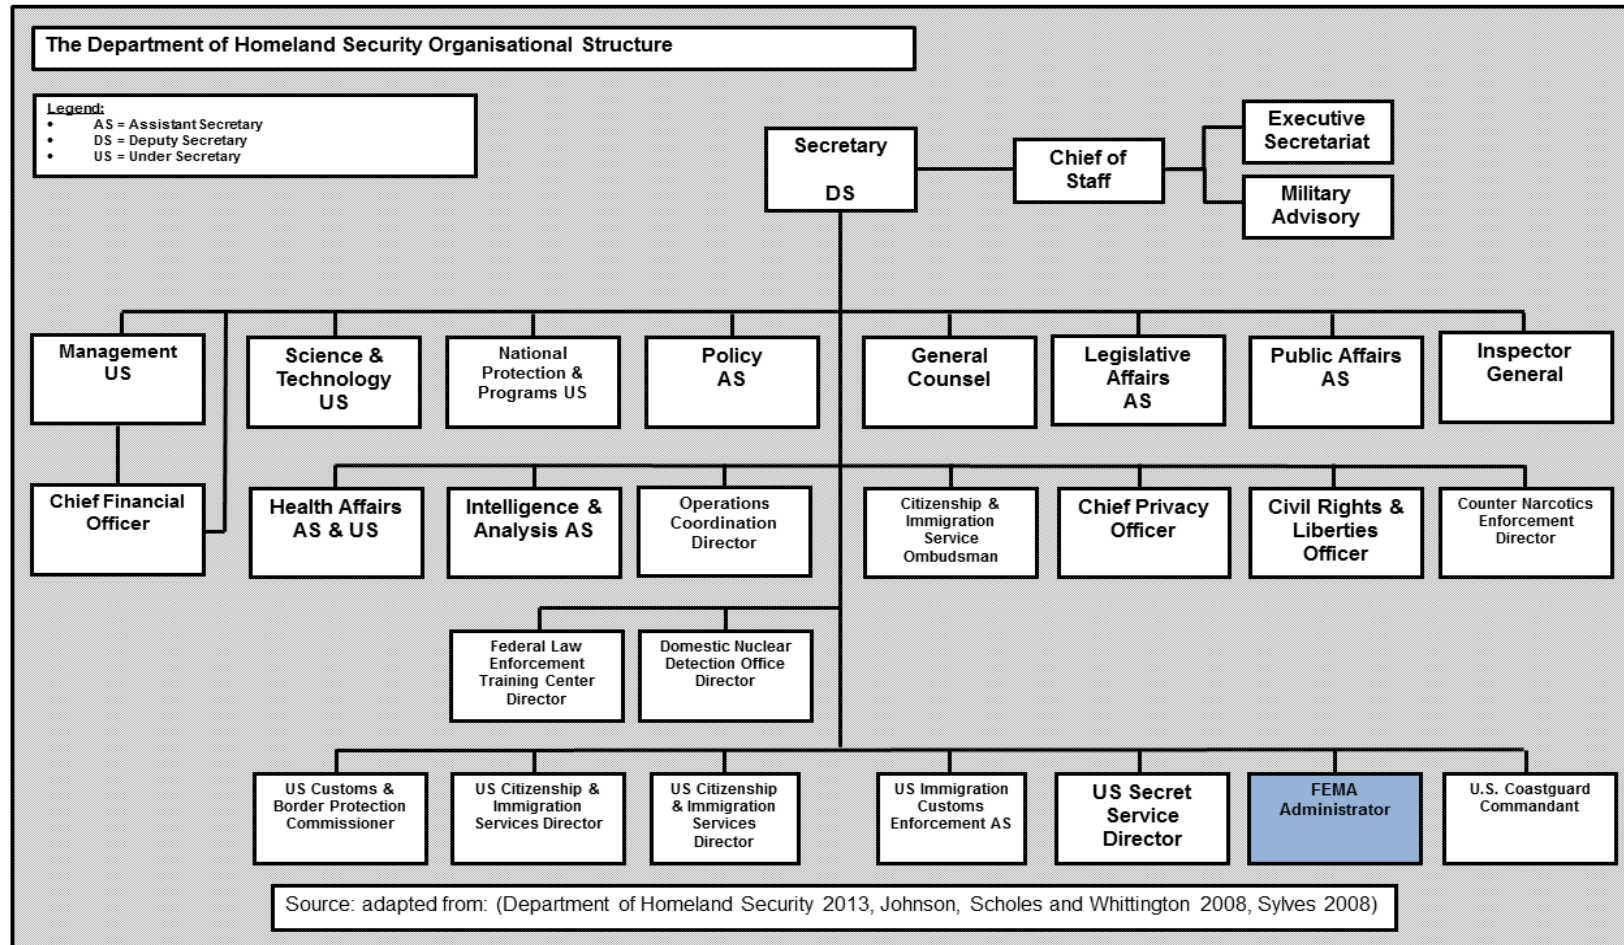 The Department of Homeland Security Organisational Structure
Legend:
• AS = Assistant Secretary
• DS = Deputy Secretary
• US = Under Secretary
Secretary
DS
Chief of
Staff
Executive
Secretariat
Military
Advisory
Management
US
Science &
Technology
US
National
Protection &
Programs US
Policy
AS
General
Counsel
Legislative
Affairs
AS
Public Affairs
AS
Inspector
General
Chief Financial
Officer
Health Affairs
AS & US
Intelligence &
Analysis AS
Operations
Coordination
Director
Citizenship &
Immigration
Service
Ombudsman
Chief Privacy
Officer
Civil Rights &
Liberties
Officer
Counter Narcotics
Enforcement
Director
Federal Law
Enforcement
Training Center
Director
Domestic Nuclear
Detection Office
Director
US Customs &
Border Protection
Commissioner
US Citizenship &
Immigration
Services Director
US Citizenship
& Immigration
Services
Director
US Immigration
Customs
Enforcement AS
US Secret
Service
Director
FEMA
Administrator
U.S. Coastguard
Commandant
Source: adapted from: (Department of Homeland Security 2013, Johnson, Scholes and Whittington 2008, Sylves 2008)